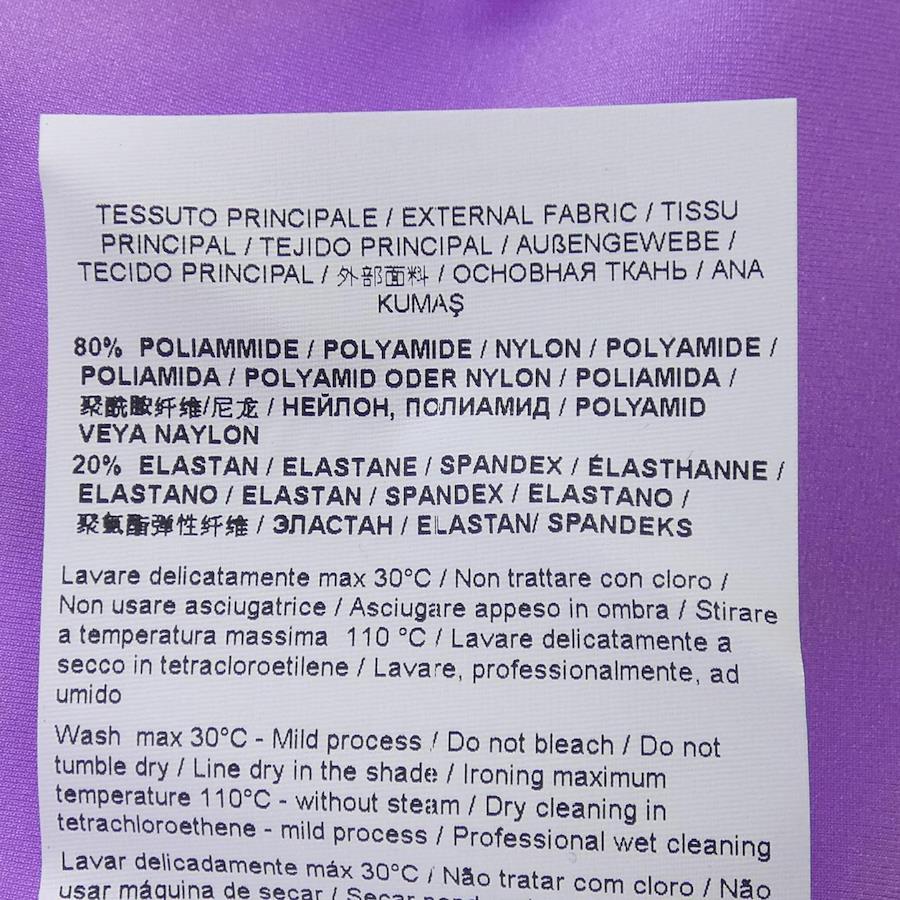 TESSUTO PRINCIPALE / EXTERNAL FABRIC / TISSU
PRINCIPAL / TEJIDO PRINCIPAL / AUßENGEWEBE /
TECIDO PRINCIPAL / 外部面料 / ОСНОВНАЯ ТКАНЬ / ANA
KUMAŞ
80% POLIAMMIDE / POLYAMIDE / NYLON / POLYAMIDE /
POLIAMIDA / POLYAMID ODER NYLON / POLIAMIDA /
聚酰胺纤维/尼龙 / НЕЙЛОН, ПОЛИАМИД / POLYAMID
VEYA NAYLON
20% ELASTAN / ELASTANE / SPANDEX / ÉLASTHANNE /
ELASTANO / ELASTAN / SPANDEX / ELASTANO /
聚氨酯弹性纤维 / ЭЛАСТАН / ELASTAN/ SPANDEKS
Lavare delicatamente max 30°C / Non trattare con cloro /
Non usare asciugatrice / Asciugare appeso in ombra / Stirare
a temperatura massima 110 °C / Lavare delicatamente a
secco in tetracloroetilene / Lavare, professionalmente, ad
umido
Wash max 30°C - Mild process / Do not bleach / Do not
tumble dry / Line dry in the shade / Ironing maximum
temperature 110°C - without steam / Dry cleaning in
tetrachloroethene - mild process / Professional wet cleaning
Lavar delicadamente máx 30°C / Não tratar com cloro / Não
usar máquina de secar / Secar